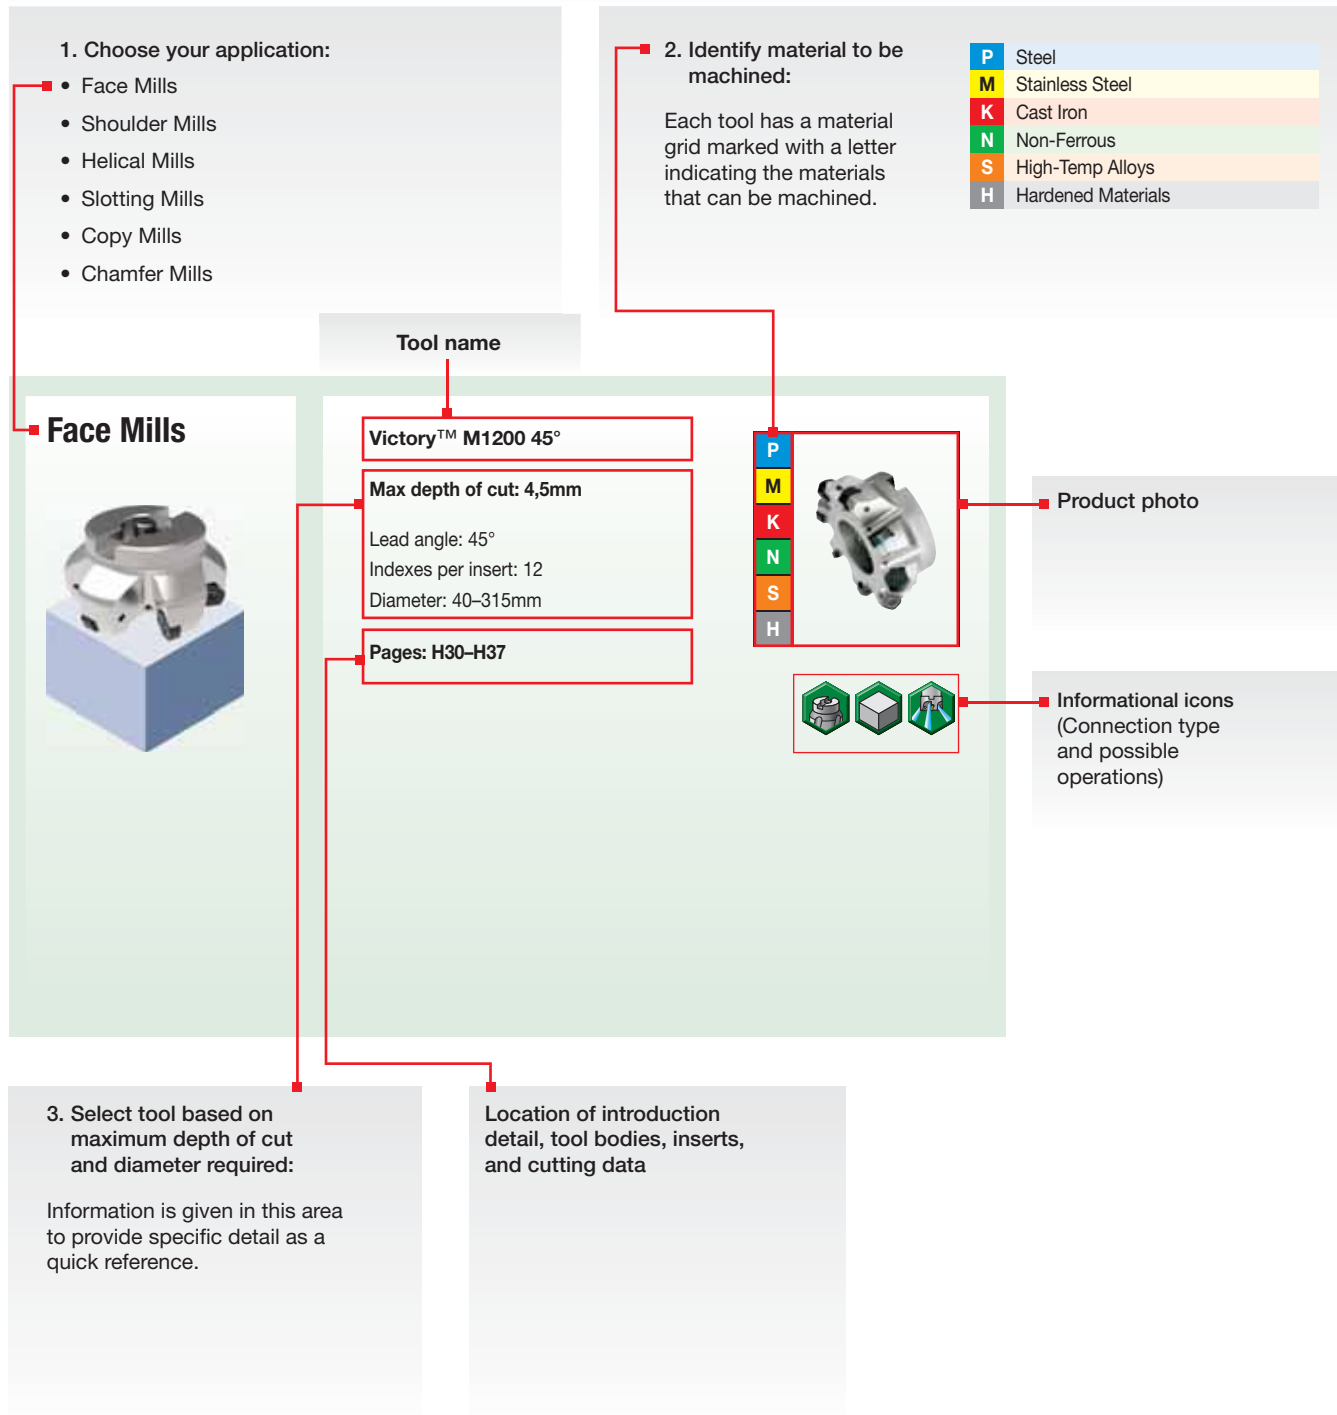 1. Choose your application:
• Face Mills
• Shoulder Mills
• Helical Mills
• Slotting Mills
• Copy Mills
• Chamfer Mills
2. Identify material to be
machined:
Each tool has a material
grid marked with a letter
indicating the materials
that can be machined.
P Steel
M Stainless Steel
K Cast Iron
N Non-Ferrous
S High-Temp Alloys
H Hardened Materials
Tool name
Face Mills
Victory™ M1200 45°
Max depth of cut: 4,5mm
Lead angle: 45°
Indexes per insert: 12
Diameter: 40–315mm
Pages: H30–H37
P
M
K
N
S
H
Product photo
Informational icons
(Connection type
and possible
operations)
3. Select tool based on
maximum depth of cut
and diameter required:
Information is given in this area
to provide specific detail as a
quick reference.
Location of introduction
detail, tool bodies, inserts,
and cutting data